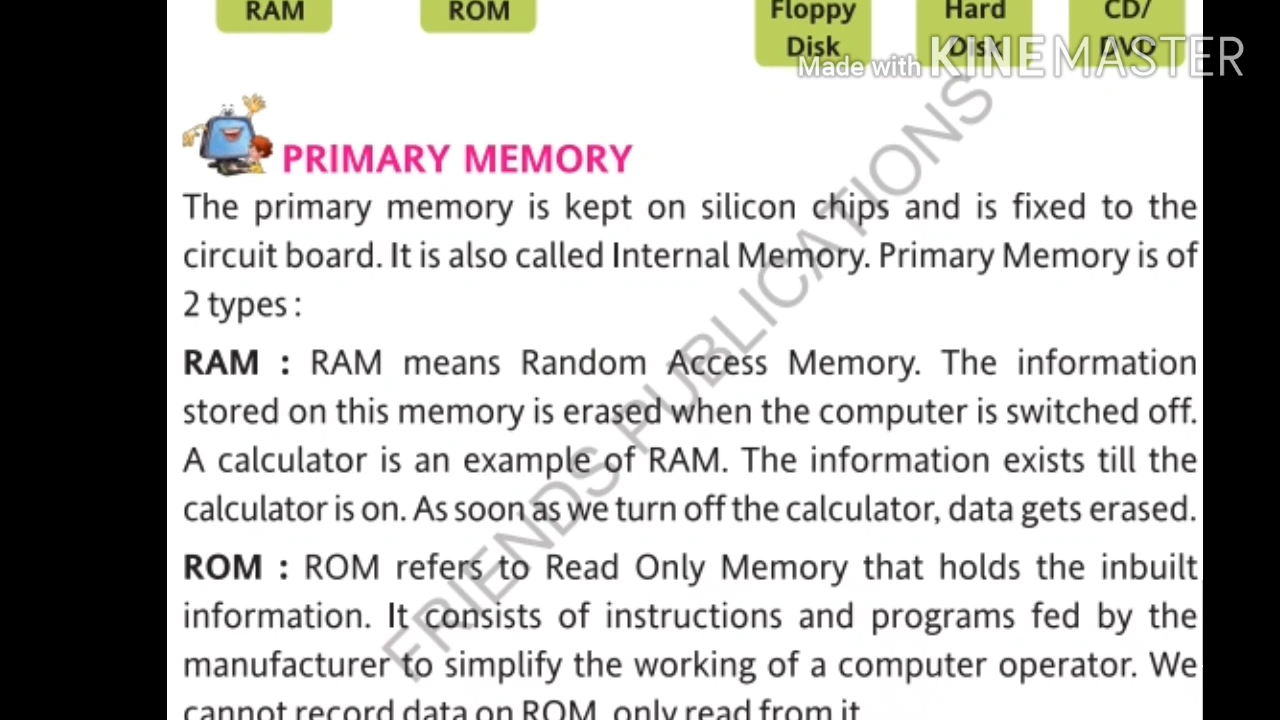 RAM ROM Floppy Hard CD/
Disk Disk DVD
Made with KINEMASTER
PRIMARY MEMORY
The primary memory is kept on silicon chips and is fixed to the
circuit board. It is also called Internal Memory. Primary Memory is of
2 types :
RAM : RAM means Random Access Memory. The information
stored on this memory is erased when the computer is switched off.
A calculator is an example of RAM. The information exists till the
calculator is on. As soon as we turn off the calculator, data gets erased.
ROM : ROM refers to Read Only Memory that holds the inbuilt
information. It consists of instructions and programs fed by the
manufacturer to simplify the working of a computer operator. We
cannot record data on ROM, only read from it
FRIENDS PUBLICATIONS